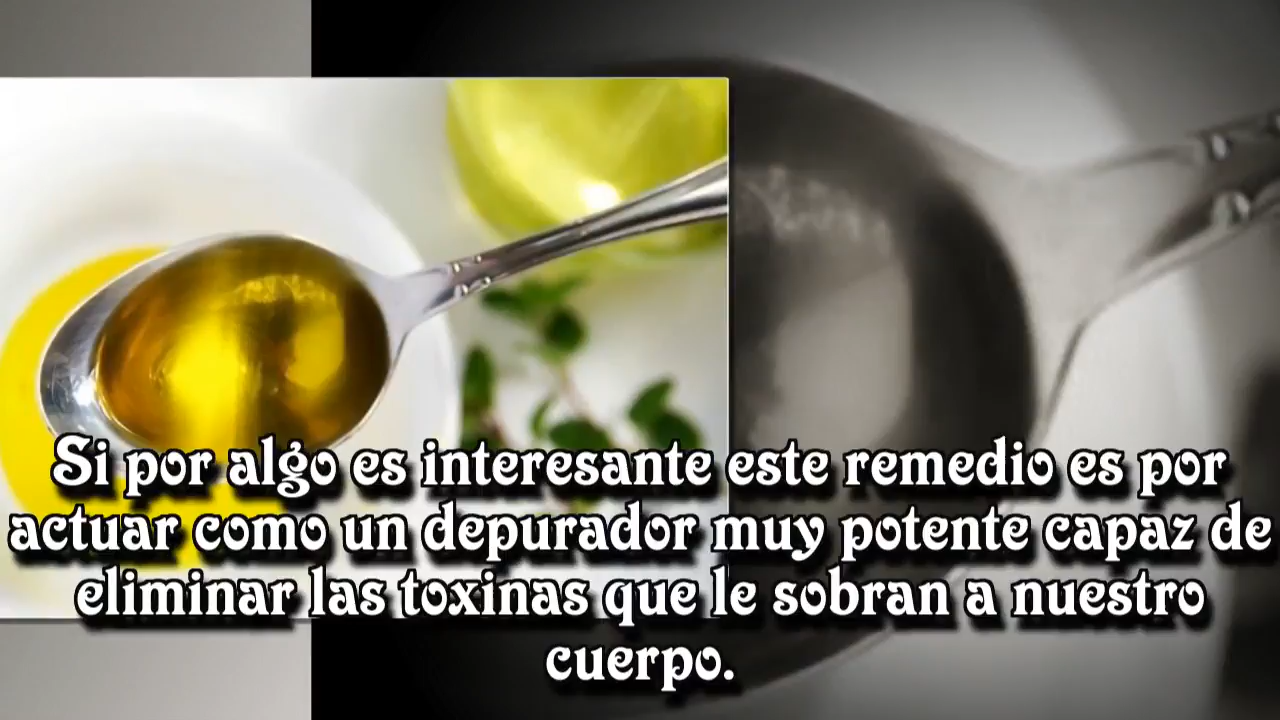 Si por algo es interesante este remedio es por
actuar como un depurador muy potente capaz de
eliminar las toxinas que le sobran a nuestro
cuerpo.